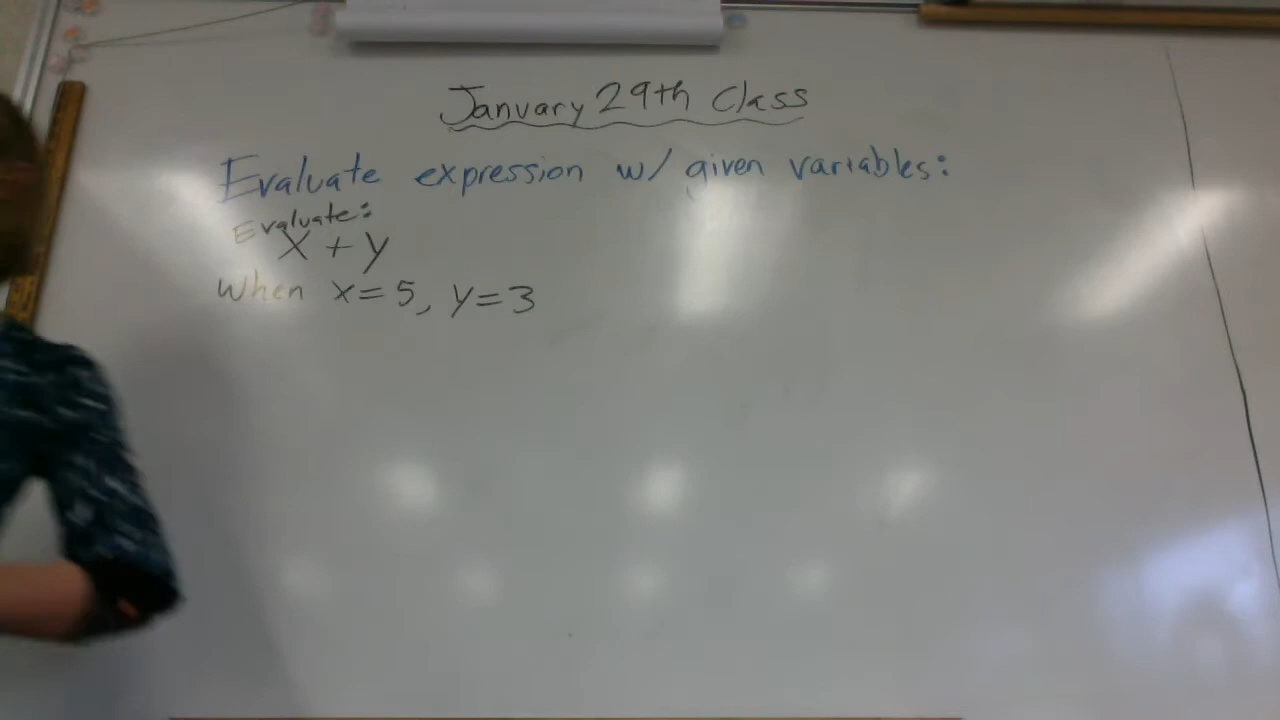 January 29th Class
Evaluate expression w/ given variables:
Evaluate:
x + y
When x=5, y=3